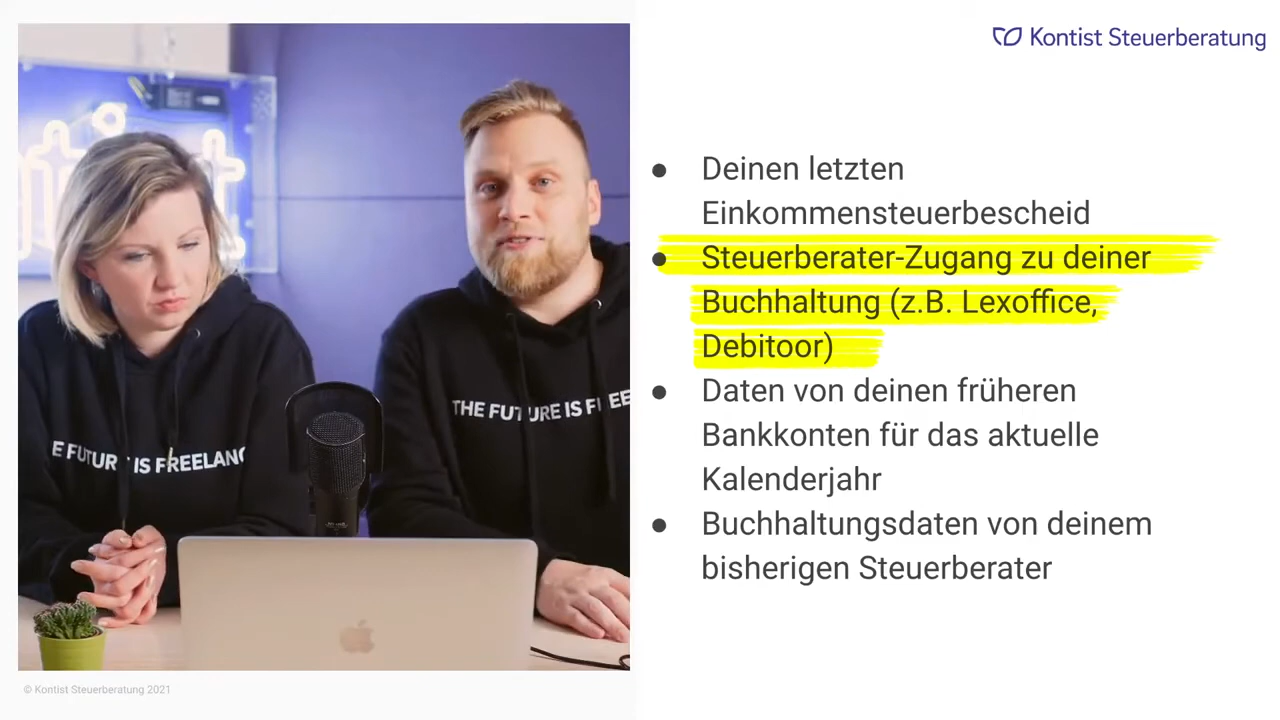 Kontist Steuerberatung
● Deinen letzten
Einkommensteuerbescheid
● Steuerberater-Zugang zu deiner
Buchhaltung (z.B. Lexoffice,
Debitoor)
● Daten von deinen früheren
Bankkonten für das aktuelle
Kalenderjahr
● Buchhaltungsdaten von deinem
bisherigen Steuerberater
E FUTUR IS FREELANC
THE FUTURE IS FREE
© Kontist Steuerberatung 2021